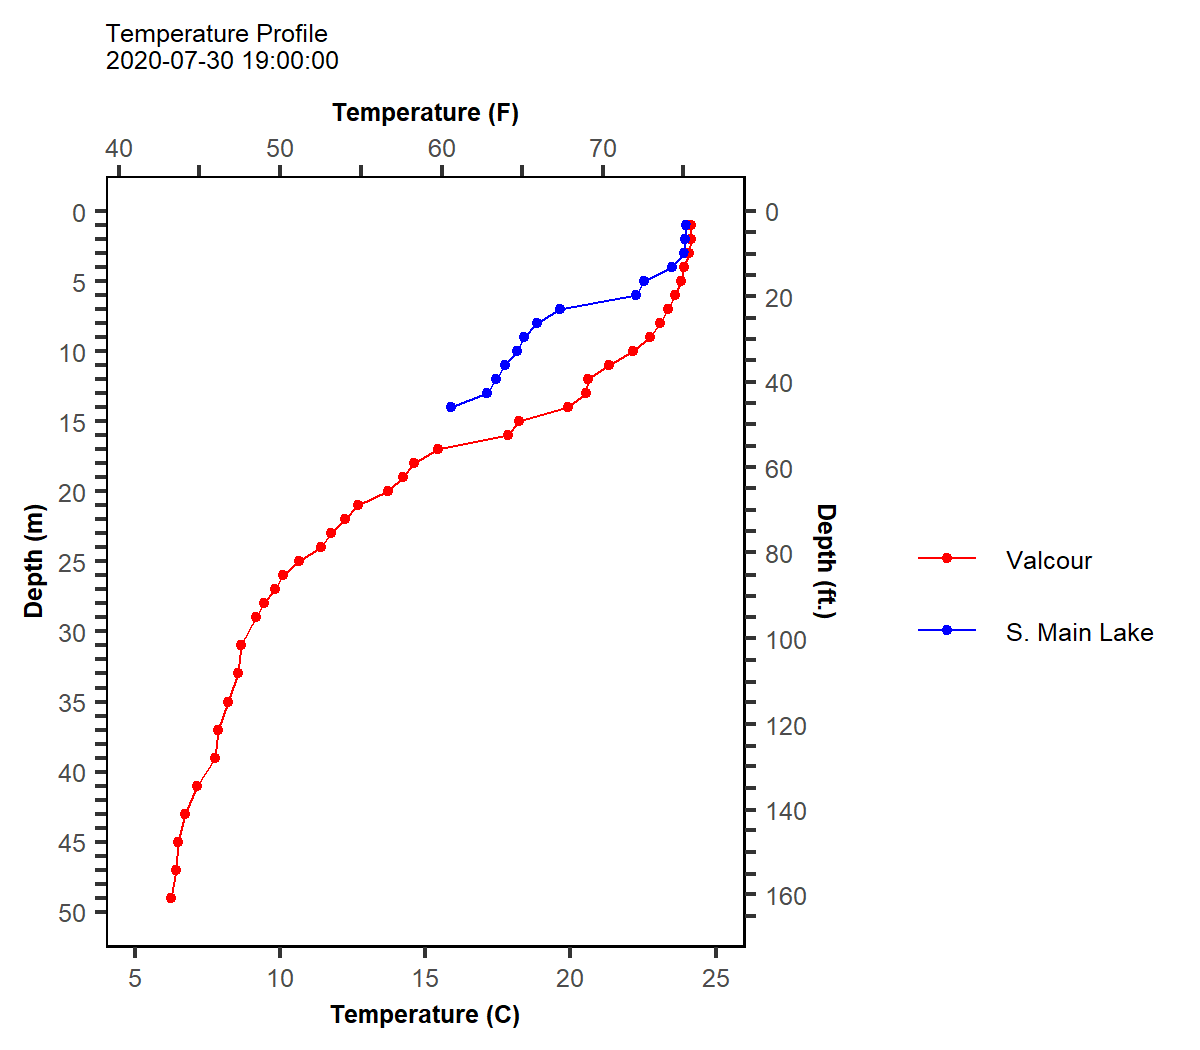 Temperature Profile
2020-07-30 19:00:00
Temperature (F)
40 50 60 70
0
5
10
15
20
25
30
35
40
45
50
Depth (m)
0
20
40
60
80
100
120
140
160
Depth (ft.)
Valcour
S. Main Lake
5 10 15 20 25
Temperature (C)